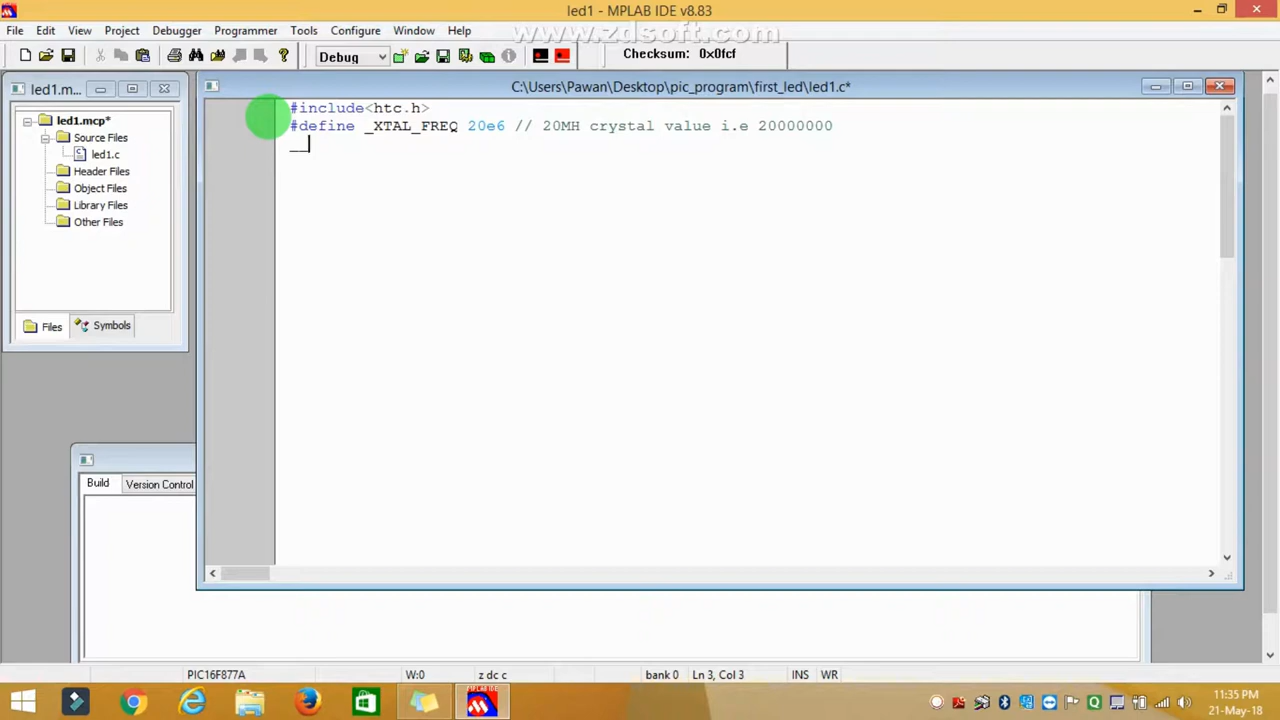 led1 - MPLAB IDE v8.83
File Edit View Project Debugger Programmer Tools Configure Window Help
www.zdsoft.com
Debug
Checksum: 0x0fcf
led1.m...
C:\Users\Pawan\Desktop\pic_program\first_led\led1.c*
led1.mcp*
Source Files
led1.c
Header Files
Object Files
Library Files
Other Files
Files Symbols
#include<htc.h>
#define _XTAL_FREQ 20e6 // 20MH crystal value i.e 20000000
__
Build Version Control
PIC16F877A W:0 z dc c bank 0 Ln 3, Col 3 INS WR
11:35 PM
21-May-18